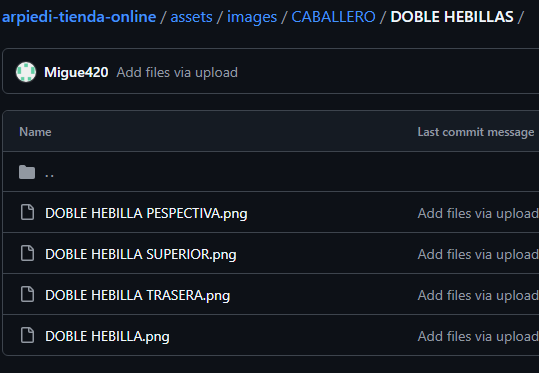 arpiedi-tienda-online / assets / images / CABALLERO / DOBLE HEBILLAS /
Migue420 Add files via upload
Name Last commit message
..
DOBLE HEBILLA PESPECTIVA.png Add files via upload
DOBLE HEBILLA SUPERIOR.png Add files via upload
DOBLE HEBILLA TRASERA.png Add files via upload
DOBLE HEBILLA.png Add files via upload